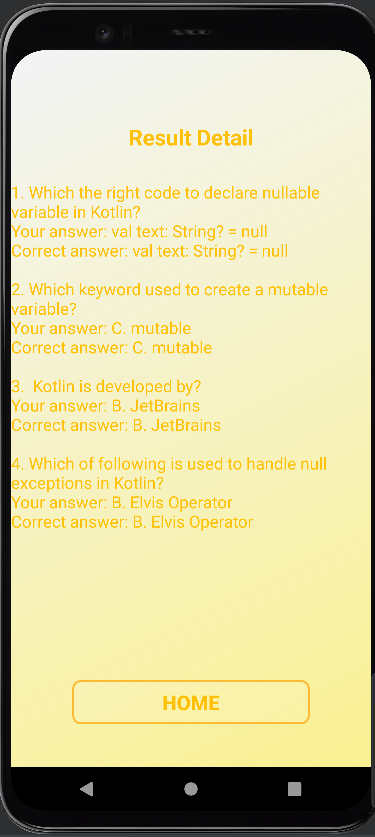 Result Detail
1. Which the right code to declare nullable
variable in Kotlin?
Your answer: val text: String? = null
Correct answer: val text: String? = null
2. Which keyword used to create a mutable
variable?
Your answer: C. mutable
Correct answer: C. mutable
3.  Kotlin is developed by?
Your answer: B. JetBrains
Correct answer: B. JetBrains
4. Which of following is used to handle null
exceptions in Kotlin?
Your answer: B. Elvis Operator
Correct answer: B. Elvis Operator
HOME